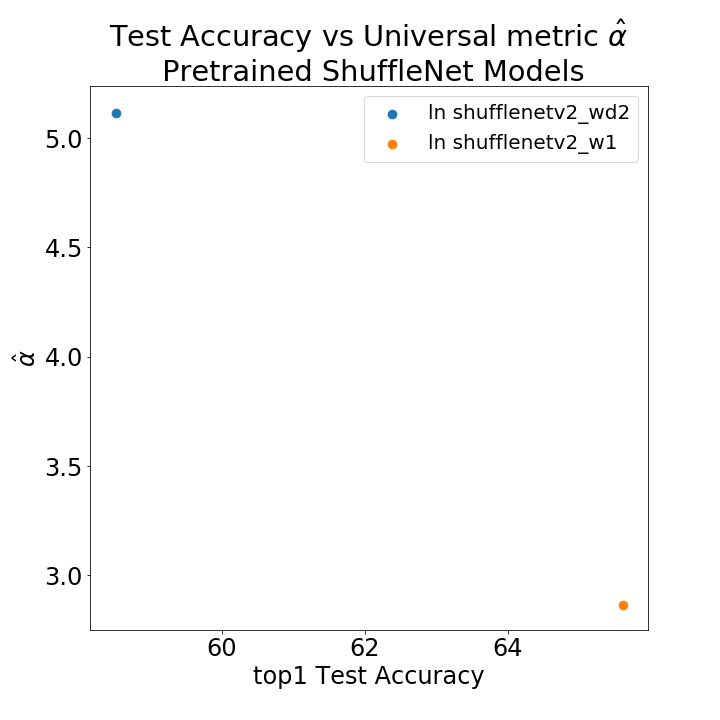 Test Accuracy vs Universal metric α̂
Pretrained ShuffleNet Models
ln shufflenetv2_wd2
ln shufflenetv2_w1
5.0
4.5
4.0
3.5
3.0
α̂
60 62 64
top1 Test Accuracy